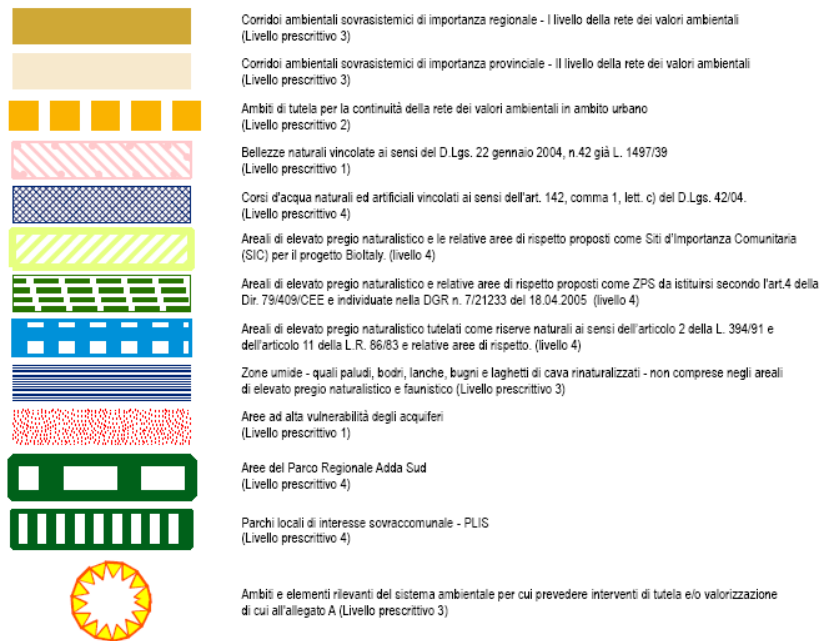 Corridoi ambientali sovrasistemici di importanza regionale - I livello della rete dei valori ambientali
(Livello prescrittivo 3)
Corridoi ambientali sovrasistemici di importanza provinciale - II livello della rete dei valori ambientali
(Livello prescrittivo 3)
Ambiti di tutela per la continuità della rete dei valori ambientali in ambito urbano
(Livello prescrittivo 2)
Bellezze naturali vincolate ai sensi del D.Lgs. 22 gennaio 2004, n.42 già L. 1497/39
(Livello prescrittivo 1)
Corsi d'acqua naturali ed artificiali vincolati ai sensi dell'art. 142, comma 1, lett. c) del D.Lgs. 42/04.
(Livello prescrittivo 4)
Areali di elevato pregio naturalistico e le relative aree di rispetto proposti come Siti d'Importanza Comunitaria
(SIC) per il progetto BioItaly. (livello 4)
Areali di elevato pregio naturalistico e relative aree di rispetto proposti come ZPS da istituirsi secondo l'art.4 della
Dir. 79/409/CEE e individuate nella DGR n. 7/21233 del 18.04.2005 (livello 4)
Areali di elevato pregio naturalistico tutelati come riserve naturali ai sensi dell'articolo 2 della L. 394/91 e
dell'articolo 11 della L.R. 86/83 e relative aree di rispetto. (livello 4)
Zone umide - quali paludi, bodri, lanche, bugni e laghetti di cava rinaturalizzati - non comprese negli areali
di elevato pregio naturalistico e faunistico (Livello prescrittivo 3)
Aree ad alta vulnerabilità degli acquiferi
(Livello prescrittivo 1)
Aree del Parco Regionale Adda Sud
(Livello prescrittivo 4)
Parchi locali di interesse sovraccomunale - PLIS
(Livello prescrittivo 4)
Ambiti e elementi rilevanti del sistema ambientale per cui prevedere interventi di tutela e/o valorizzazione
di cui all'allegato A (Livello prescrittivo 3)